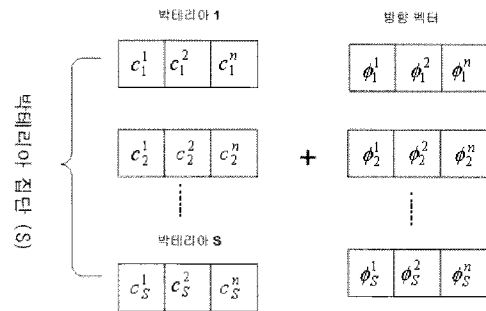 박테리아 1
방향 벡터
c_1^1 c_1^2 c_1^n
ϕ_1^1 ϕ_1^2 ϕ_1^n
박테리아 집단 (S)
c_2^1 c_2^2 c_2^n
+
ϕ_2^1 ϕ_2^2 ϕ_2^n
박테리아 S
c_S^1 c_S^2 c_S^n
ϕ_S^1 ϕ_S^2 ϕ_S^n